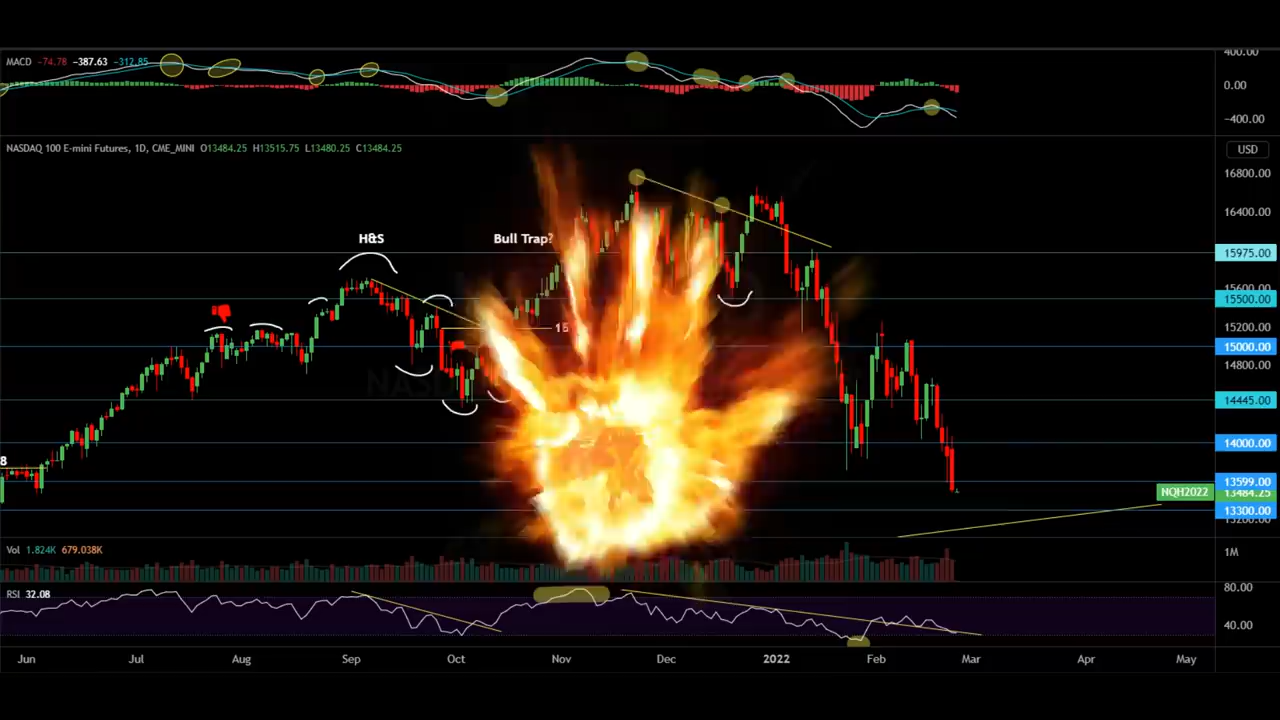 MACD -74.78 -387.63 -312.85
400.00
0.00
-400.00
NASDAQ 100 E-mini Futures, 1D, CME_MINI O13484.25 H13515.75 L13480.25 C13484.25
USD
16800.00
16400.00
H&S
Bull Trap?
15975.00
15600.00
15500.00
15
15200.00
15000.00
14800.00
14445.00
14000.00
8
13599.00
NQH2022
13484.25
13300.00
13200.00
Vol 1.824K 679.038K
1M
RSI 32.08
80.00
40.00
Jun Jul Aug Sep Oct Nov Dec 2022 Feb Mar Apr May